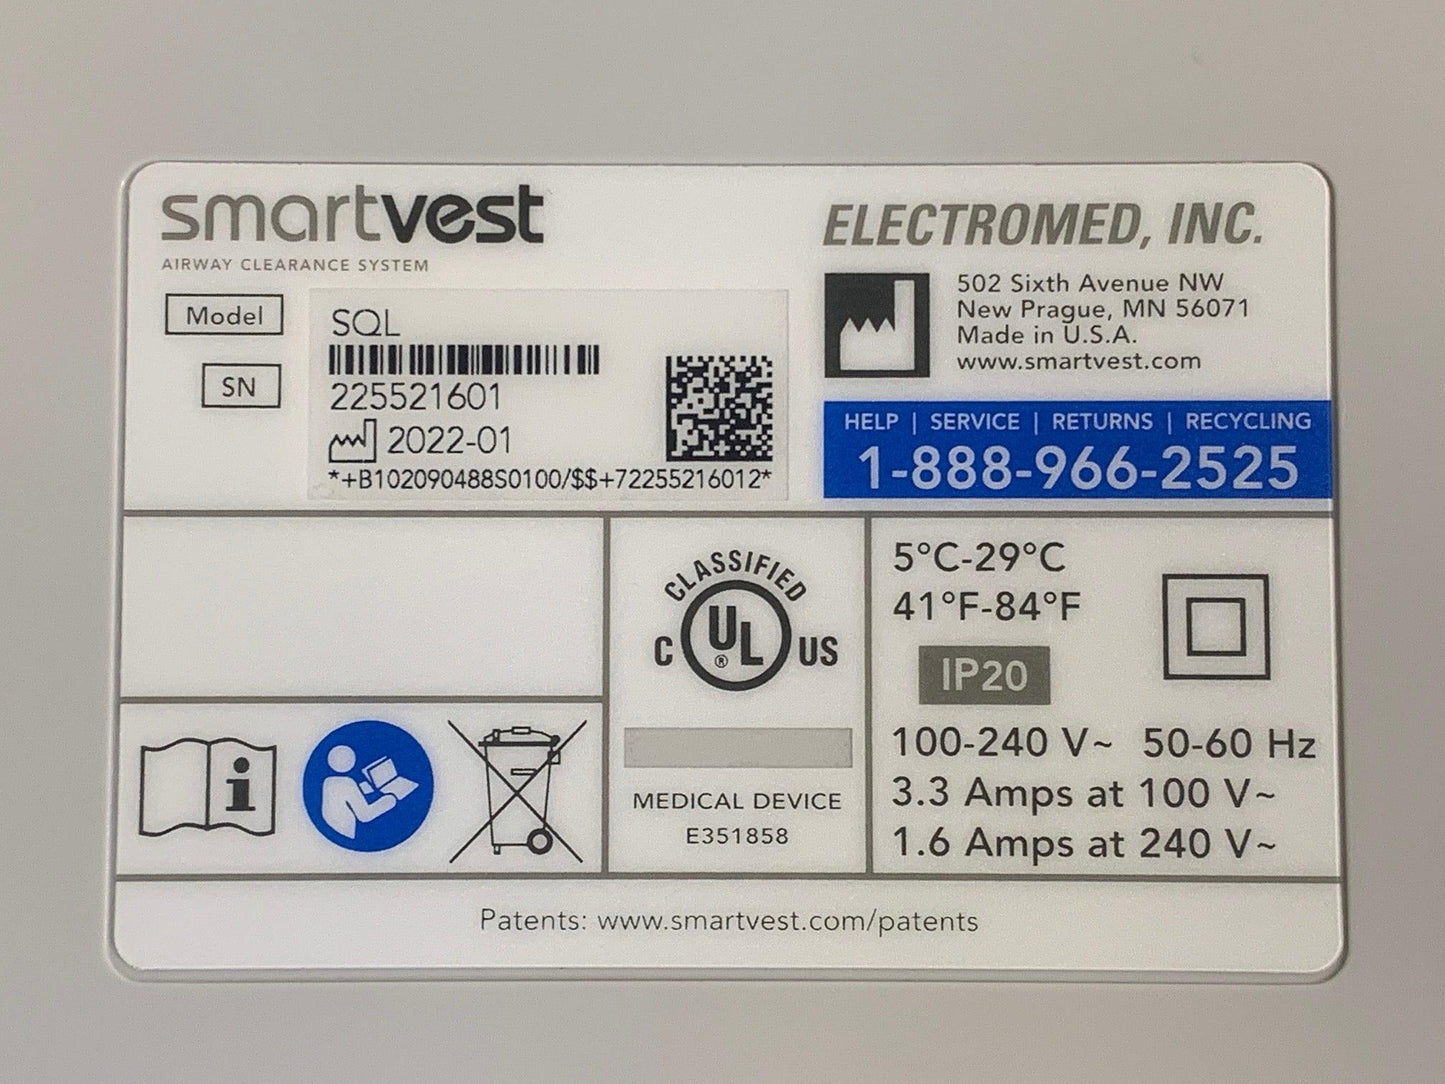 smartvest
AIRWAY CLEARANCE SYSTEM
Model
SQL
SN
225521601
2022-01
*+B102090488S0100/$$+72255216012*
ELECTROMED, INC.
502 Sixth Avenue NW
New Prague, MN 56071
Made in U.S.A.
www.smartvest.com
HELP | SERVICE | RETURNS | RECYCLING
1-888-966-2525
CLASSIFIED
C UL ® US
MEDICAL DEVICE
E351858
5°C-29°C
41°F-84°F
IP20
100-240 V~ 50-60 Hz
3.3 Amps at 100 V~
1.6 Amps at 240 V~
i
Patents: www.smartvest.com/patents